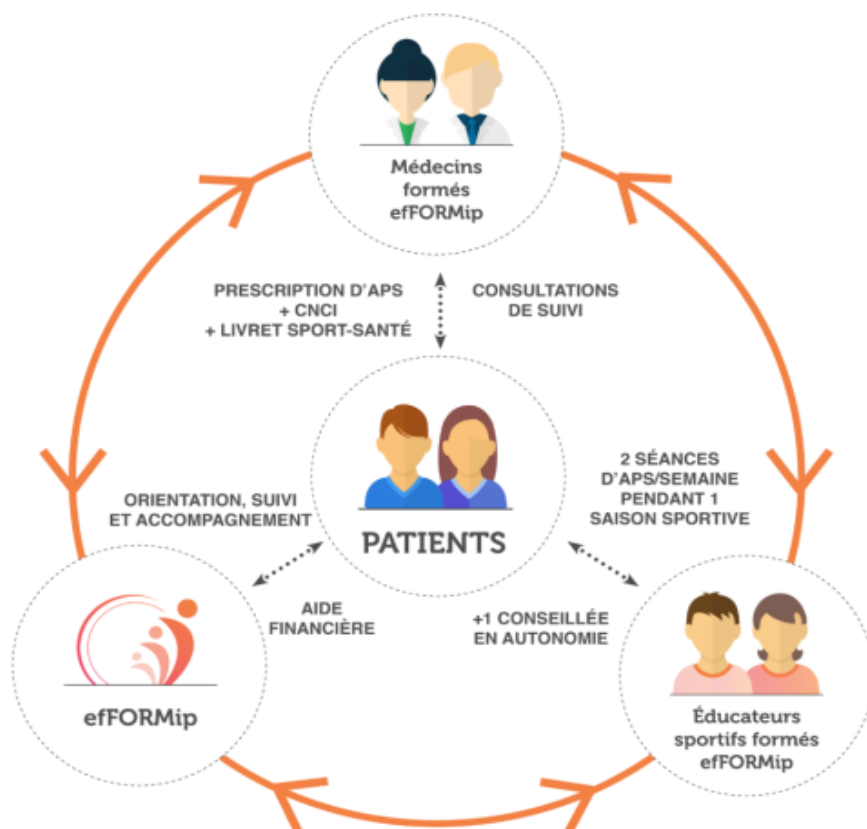 Médecins
formés
efFORMip
PRESCRIPTION D'APS
+ CNCI
+ LIVRET SPORT-SANTÉ
CONSULTATIONS
DE SUIVI
PATIENTS
2 SÉANCES
D'APS/SEMAINE
PENDANT 1
SAISON SPORTIVE
ORIENTATION, SUIVI
ET ACCOMPAGNEMENT
AIDE
FINANCIÈRE
+1 CONSEILLÉE
EN AUTONOMIE
efFORMip
Éducateurs
sportifs formés
efFORMip